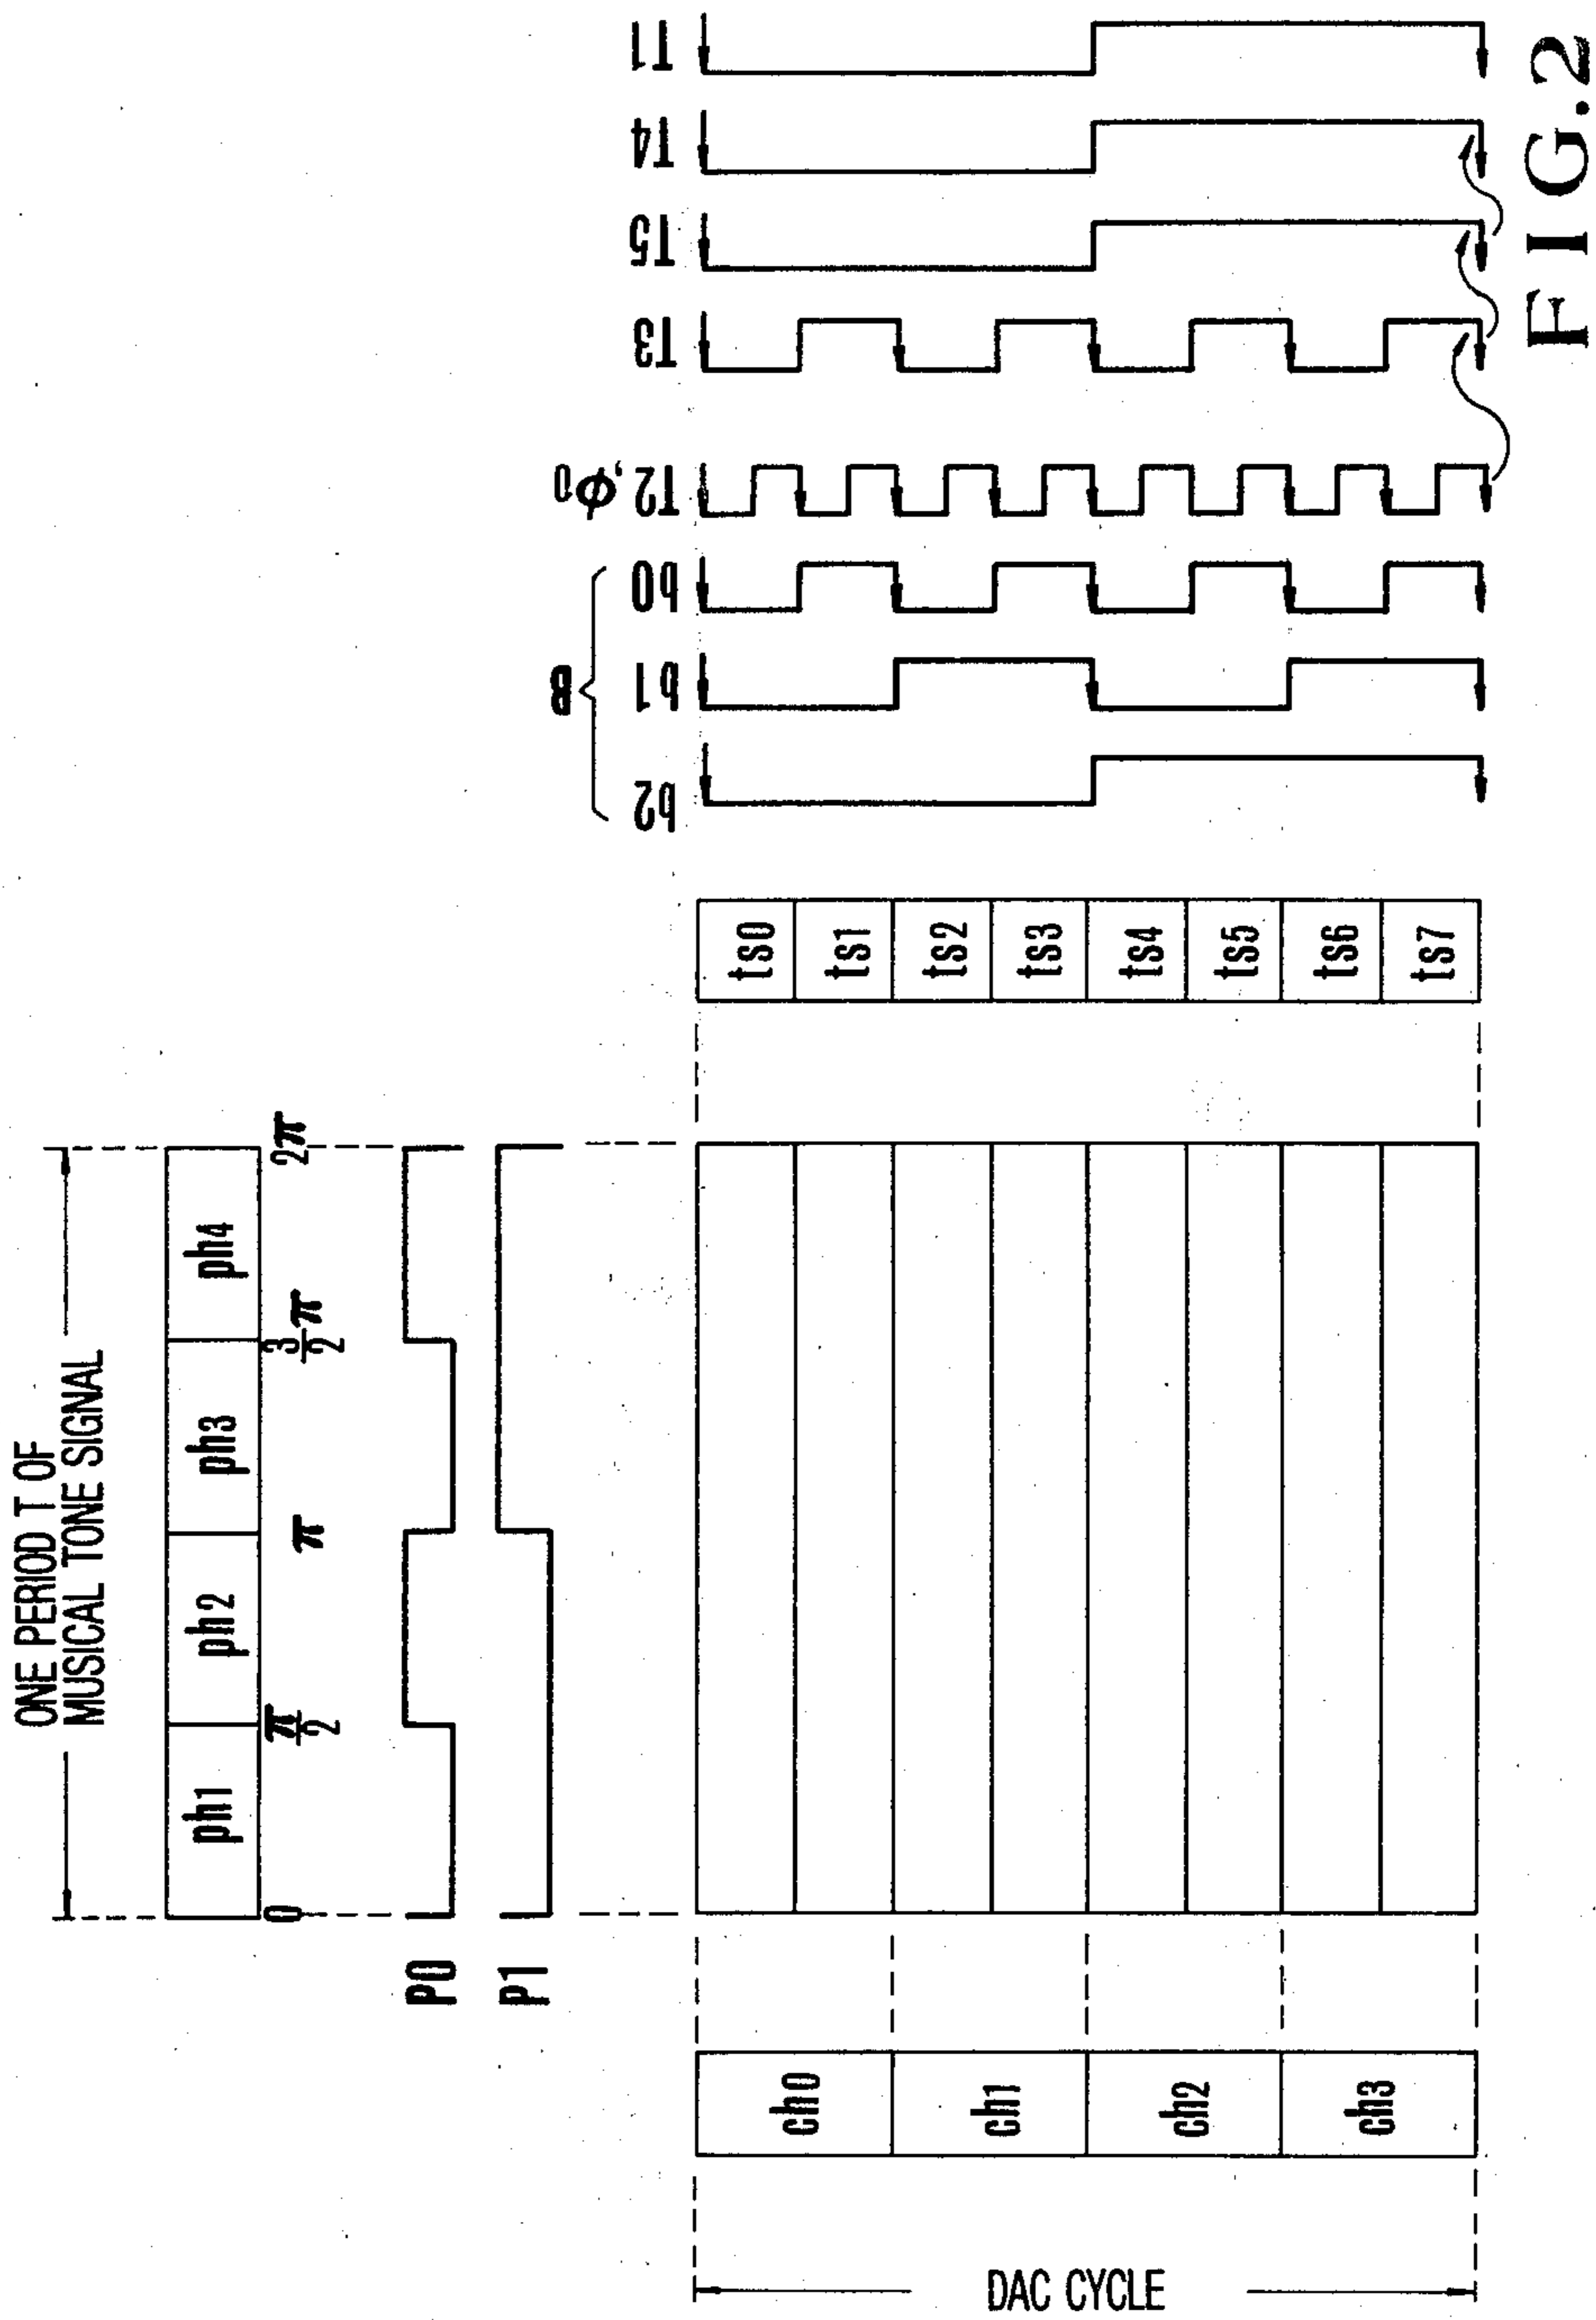 ONE PERIOD T OF
MUSICAL TONE SIGNAL
ph1 ph2 ph3 ph4
0 π/2 π 3/2 π 2π
P0
P1
DAC CYCLE
ch0
ch1
ch2
ch3
ts0
ts1
ts2
ts3
ts4
ts5
ts6
ts7
B
b2
b1
b0
T2, φ0
T3
T5
T4
T1
FIG.2